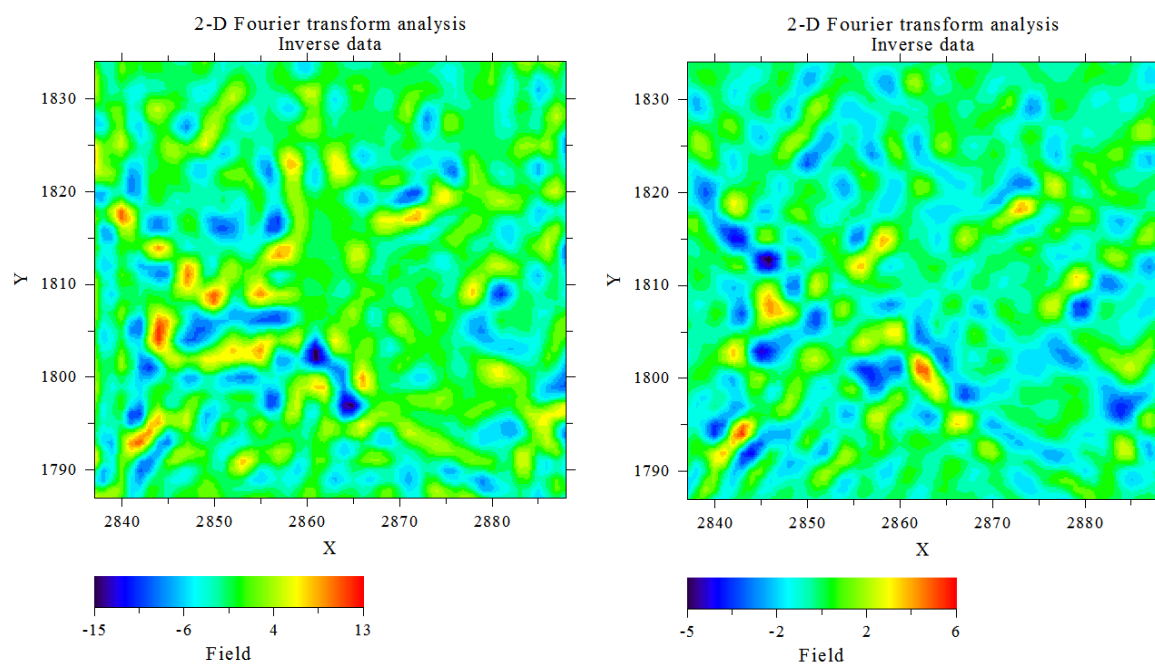 2-D Fourier transform analysis
Inverse data
1830
1820
1810
1800
1790
Y
2840 2850 2860 2870 2880
X
-15 -6 4 13
Field
2-D Fourier transform analysis
Inverse data
1830
1820
1810
1800
1790
Y
2840 2850 2860 2870 2880
X
-5 -2 2 6
Field